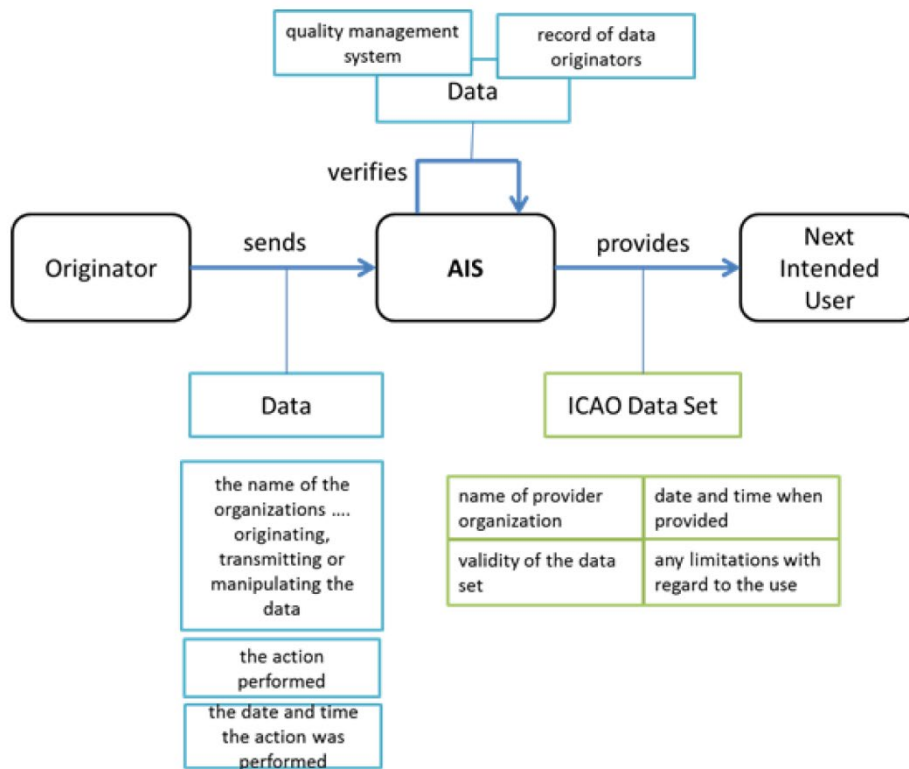 quality management
system
record of data
originators
Data
verifies
Originator
sends
AIS
provides
Next
Intended
User
Data
ICAO Data Set
the name of the
organizations ....
originating,
transmitting or
manipulating the
data
the action
performed
the date and time
the action was
performed
name of provider
organization
date and time when
provided
validity of the data
set
any limitations with
regard to the use